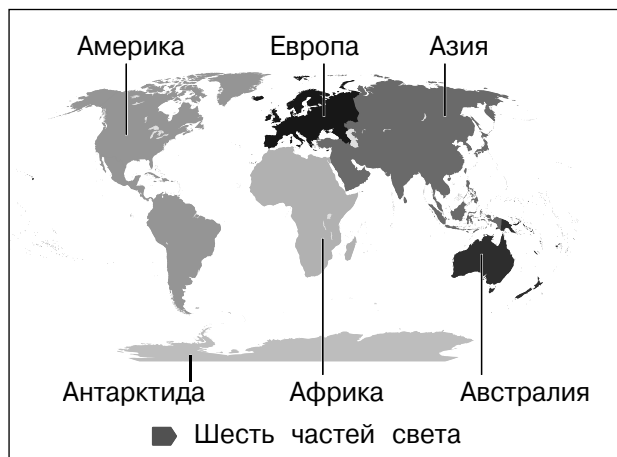 Америка Европа Азия
Антарктида Африка Австралия
Шесть частей света